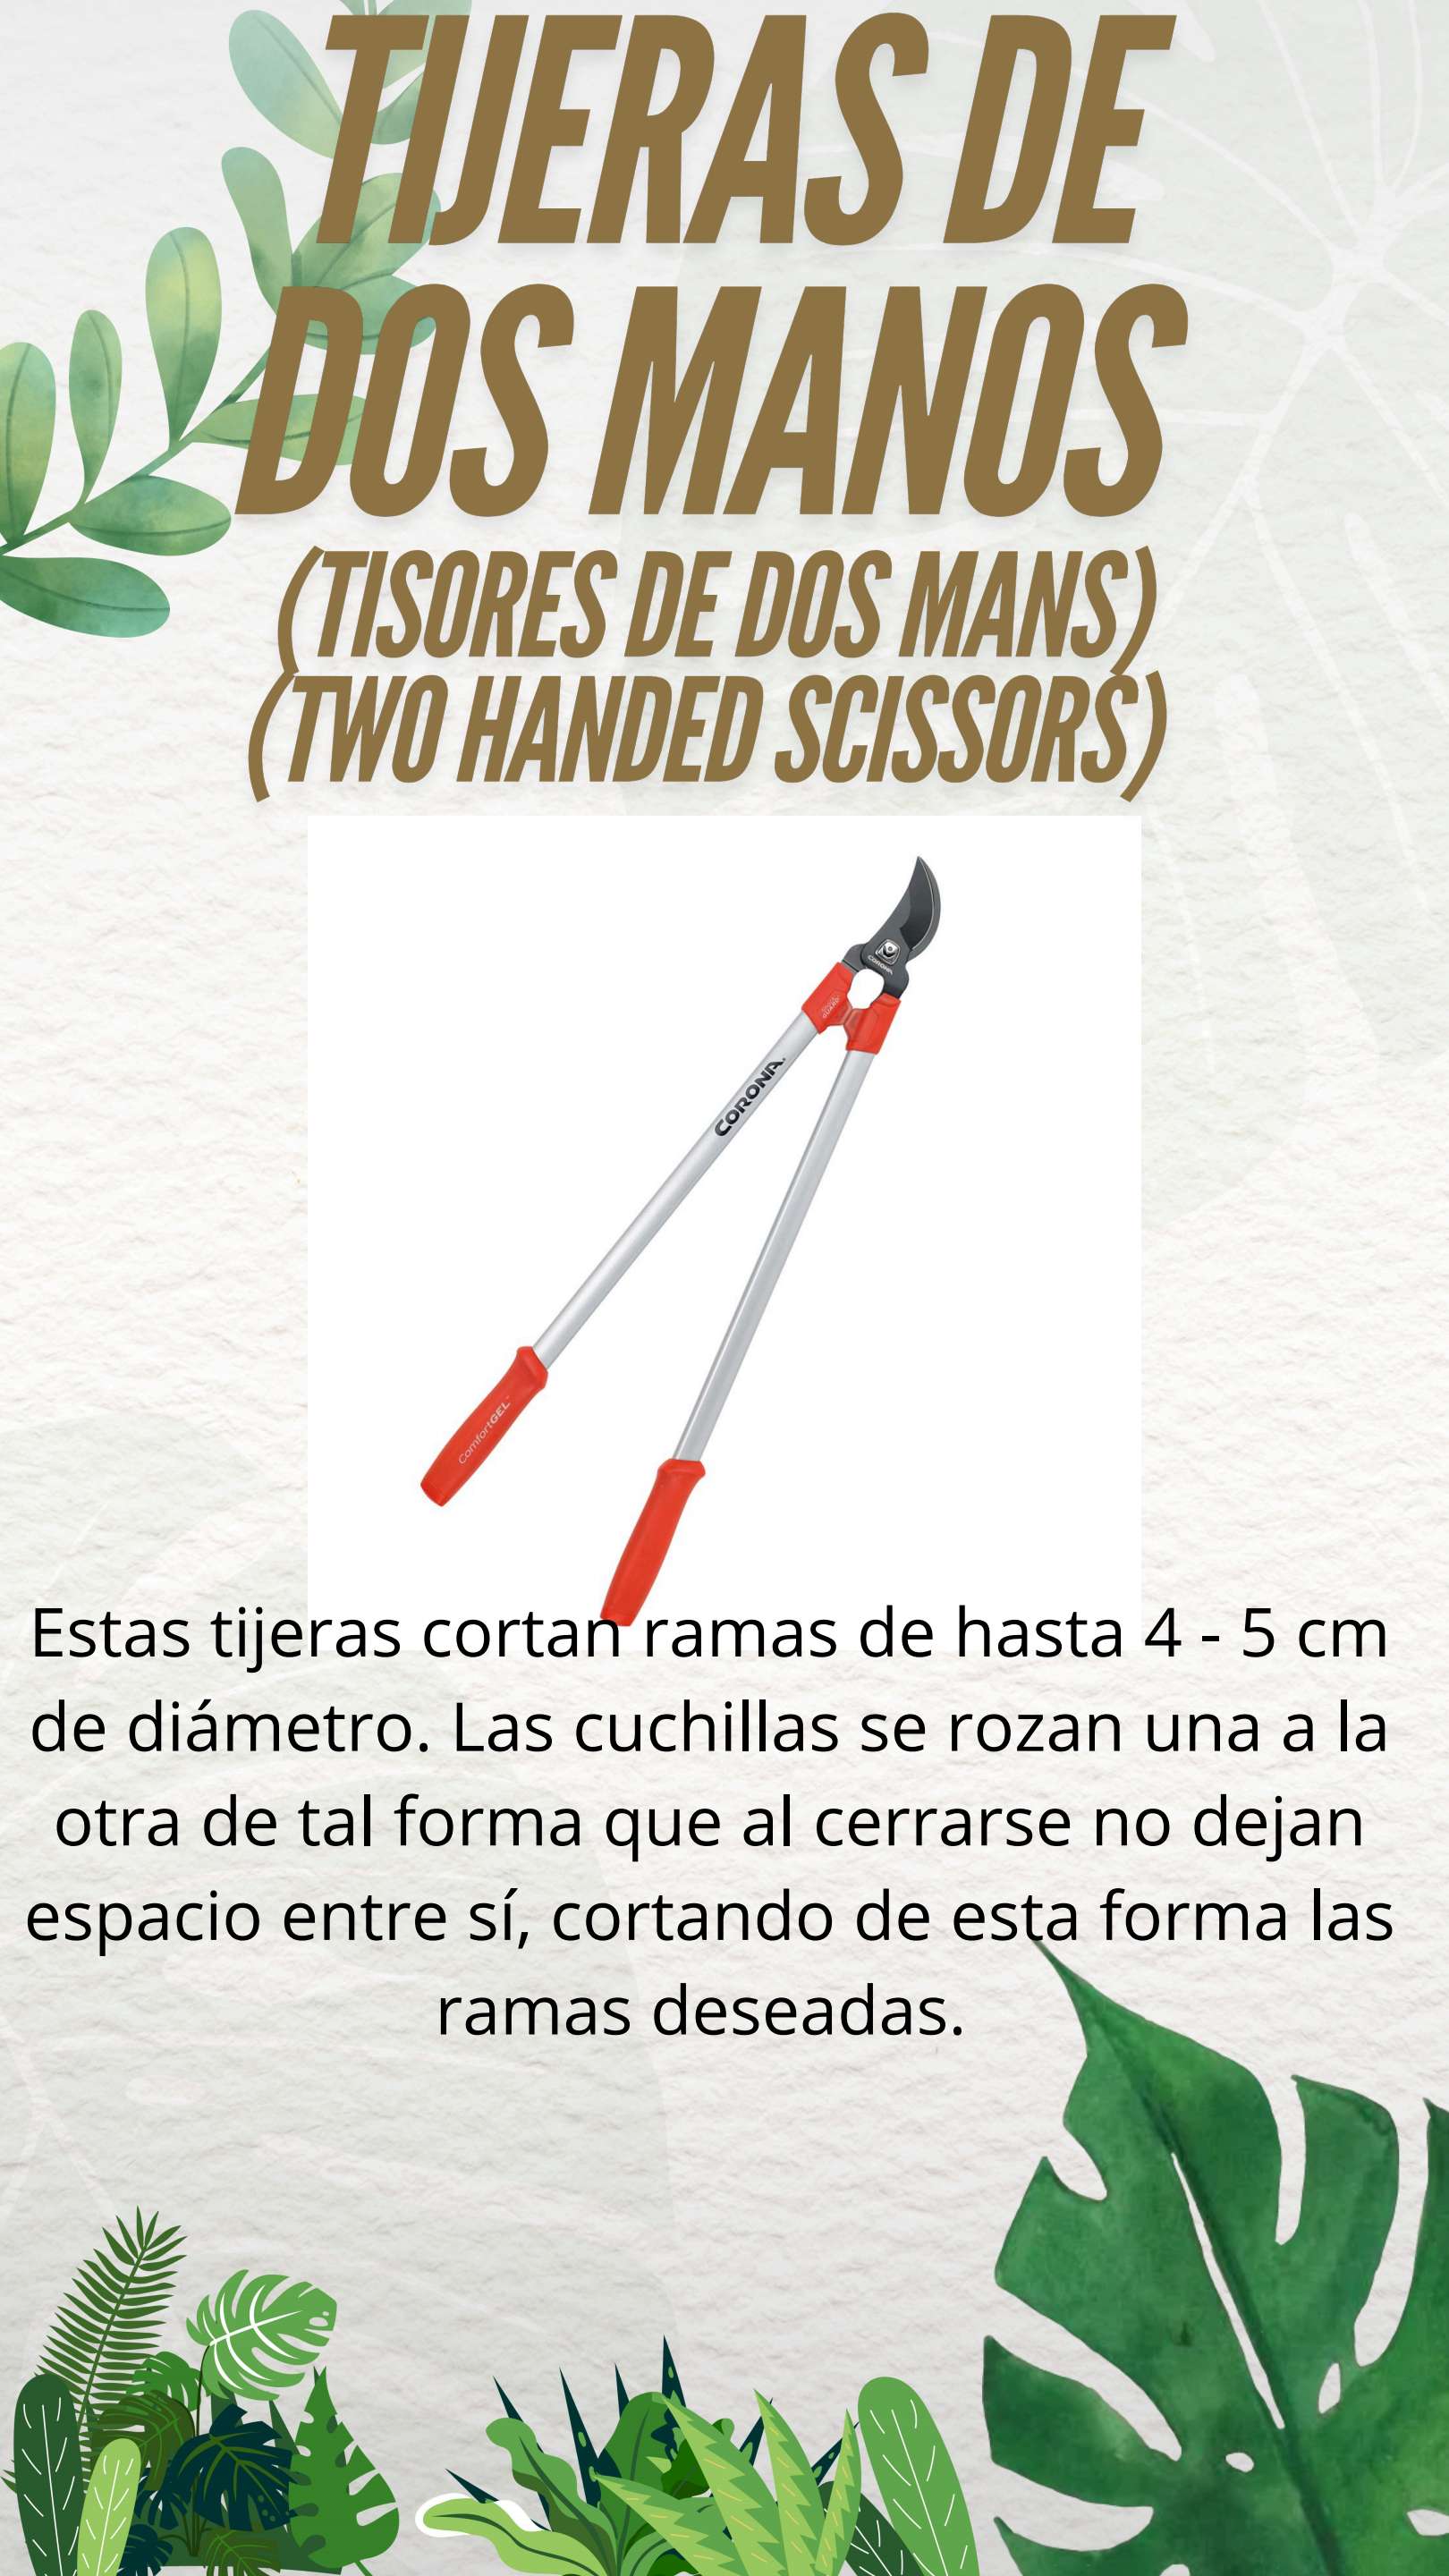 TIJERAS DE
DOS MANOS
(TISORES DE DOS MANS)
(TWO HANDED SCISSORS)
CORONA
CORONA
ComfortGEL
Estas tijeras cortan ramas de hasta 4 - 5 cm
de diámetro. Las cuchillas se rozan una a la
otra de tal forma que al cerrarse no dejan
espacio entre sí, cortando de esta forma las
ramas deseadas.